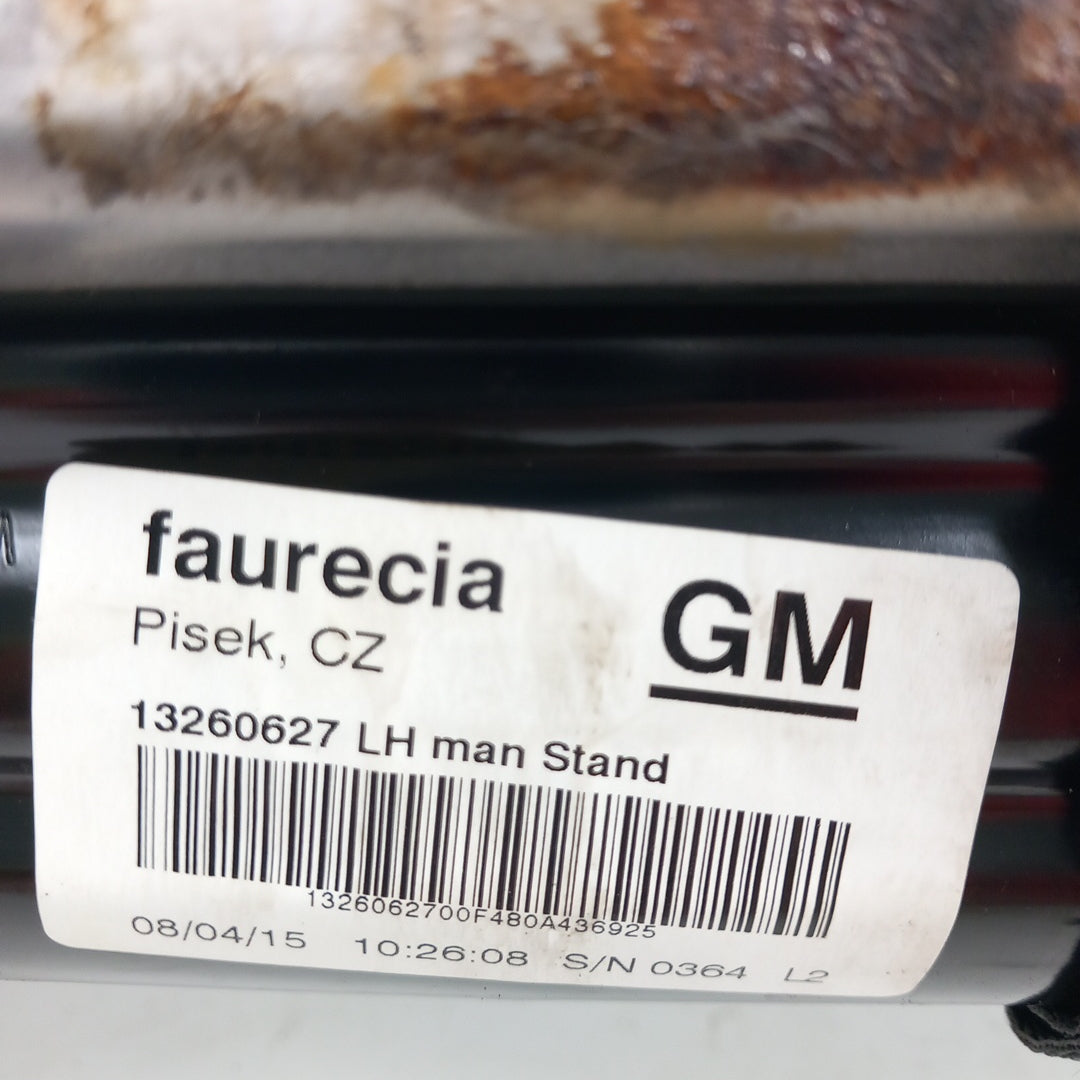 faurecia
GM
Pisek, CZ
13260627 LH man Stand
1326062700F480A436925
08/04/15 10:26:08 S/N 0364 L2